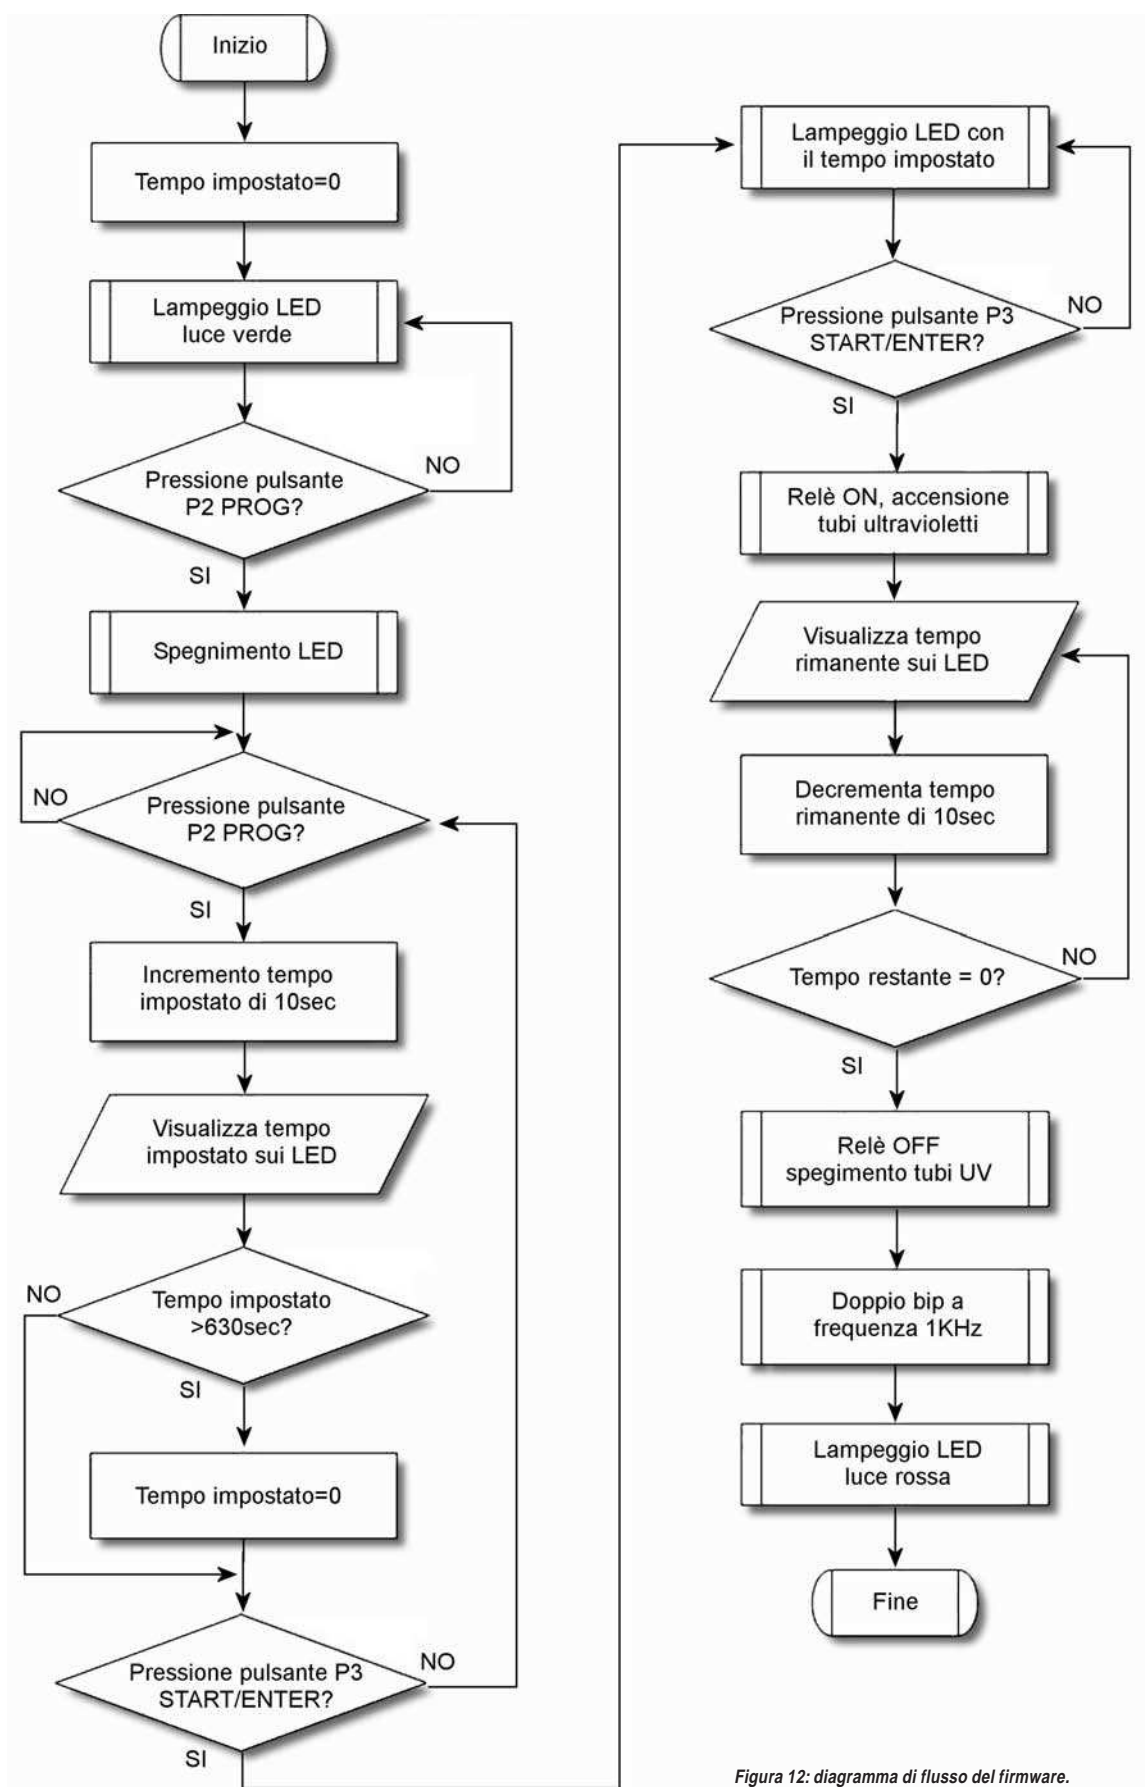 Inizio
Tempo impostato=0
Lampeggio LED
luce verde
Pressione pulsante
P2 PROG?
NO
SI
Spegnimento LED
NO
Pressione pulsante
P2 PROG?
SI
Incremento tempo
impostato di 10sec
Visualizza tempo
impostato sui LED
NO
Tempo impostato
>630sec?
SI
Tempo impostato=0
Pressione pulsante P3
START/ENTER?
NO
SI
Lampeggio LED con
il tempo impostato
NO
Pressione pulsante P3
START/ENTER?
SI
Relè ON, accensione
tubi ultravioletti
Visualizza tempo
rimanente sui LED
Decrementa tempo
rimanente di 10sec
NO
Tempo restante = 0?
SI
Relè OFF
spegimento tubi UV
Doppio bip a
frequenza 1KHz
Lampeggio LED
luce rossa
Fine
Figura 12: diagramma di flusso del firmware.